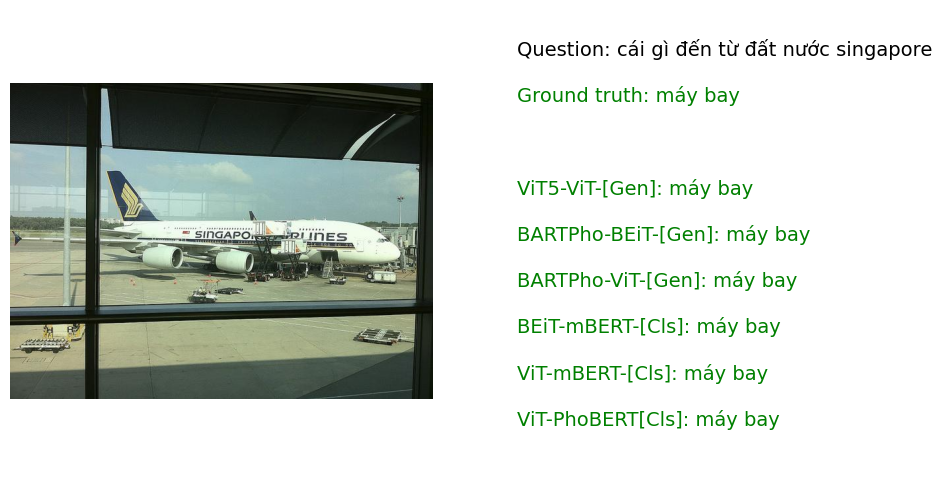 Question: cái gì đến từ đất nước singapore
Ground truth: máy bay
SINGAPORE AIRLINES
ViT5-ViT-[Gen]: máy bay
BARTPho-BEiT-[Gen]: máy bay
BARTPho-ViT-[Gen]: máy bay
BEiT-mBERT-[Cls]: máy bay
ViT-mBERT-[Cls]: máy bay
ViT-PhoBERT[Cls]: máy bay